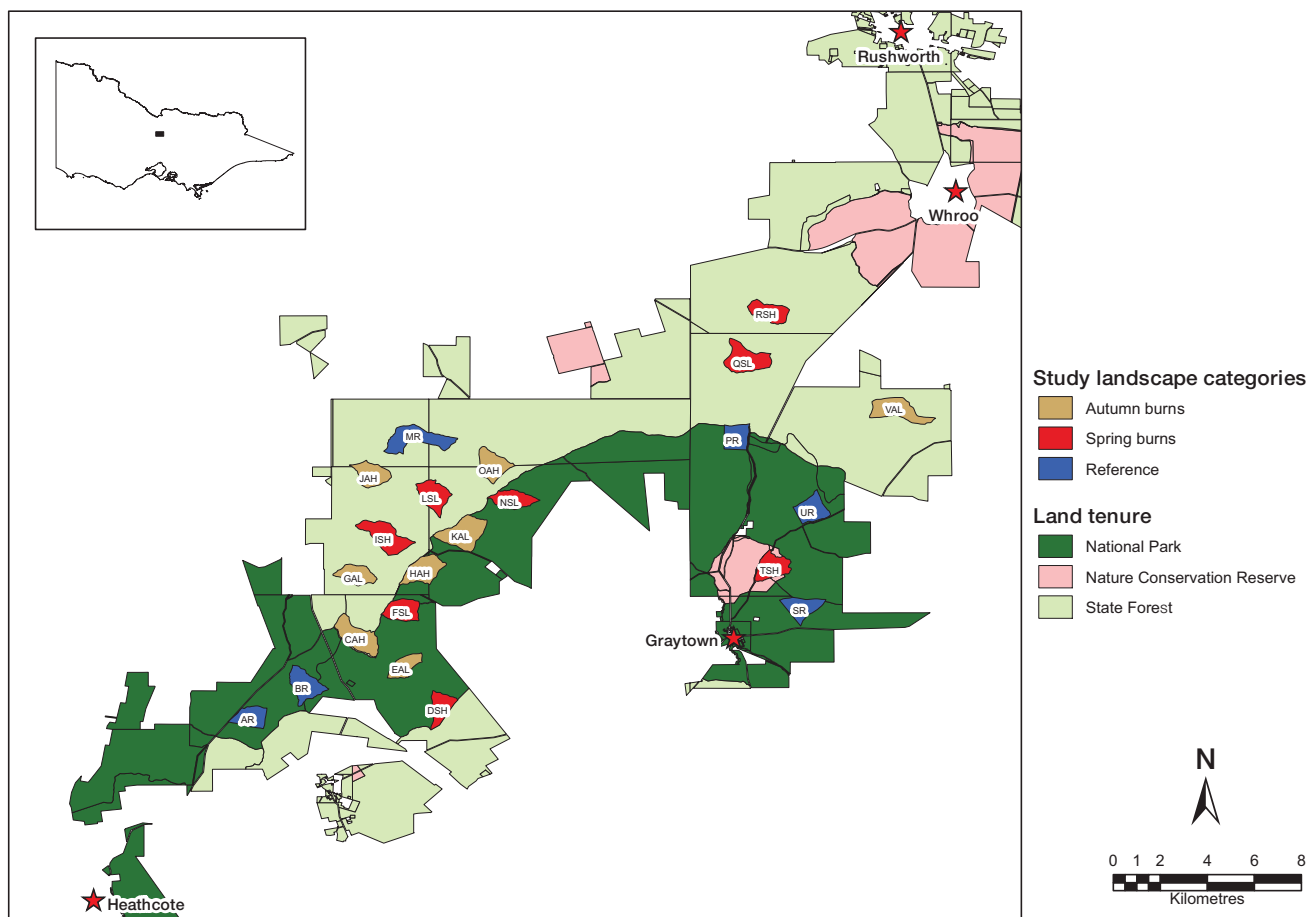 Rushworth
Whroo
RSH
QSL
VAL
MR
PR
OAH
JAH
LSL
NSL
UR
KAL
ISH
TSH
GAL
HAH
SR
FSL
CAH
Graytown
EAL
BR
DSH
AR
Heathcote
Study landscape categories
Autumn burns
Spring burns
Reference
Land tenure
National Park
Nature Conservation Reserve
State Forest
N
0 1 2 4 6 8
Kilometres